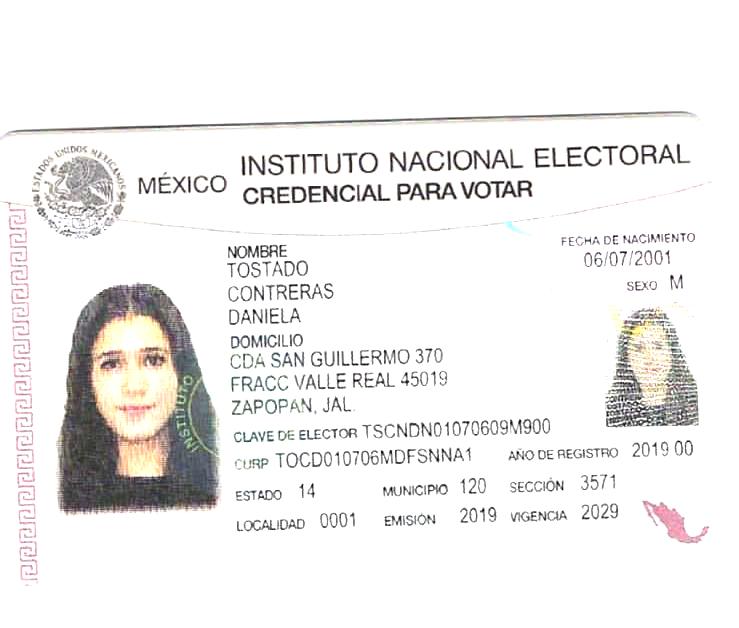 ESTADOS UNIDOS MEXICANOS
MÉXICO
INSTITUTO NACIONAL ELECTORAL
CREDENCIAL PARA VOTAR
NOMBRE
TOSTADO
CONTRERAS
DANIELA
FECHA DE NACIMIENTO
06/07/2001
SEXO M
DOMICILIO
CDA SAN GUILLERMO 370
FRACC VALLE REAL 45019
ZAPOPAN, JAL.
CLAVE DE ELECTOR TSCNDN01070609M900
CURP TOCD010706MDFSNNA1 AÑO DE REGISTRO 2019 00
ESTADO 14 MUNICIPIO 120 SECCIÓN 3571
LOCALIDAD 0001 EMISIÓN 2019 VIGENCIA 2029
INSTITUTO